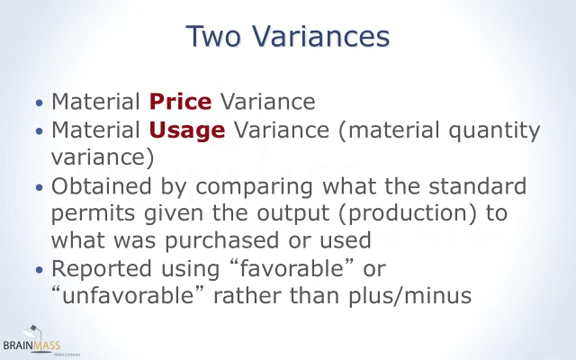 Two Variances
• Material Price Variance
• Material Usage Variance (material quantity
variance)
• Obtained by comparing what the standard
permits given the output (production) to
what was purchased or used
• Reported using “favorable” or
“unfavorable” rather than plus/minus
BRAINMASS
Video Lectures